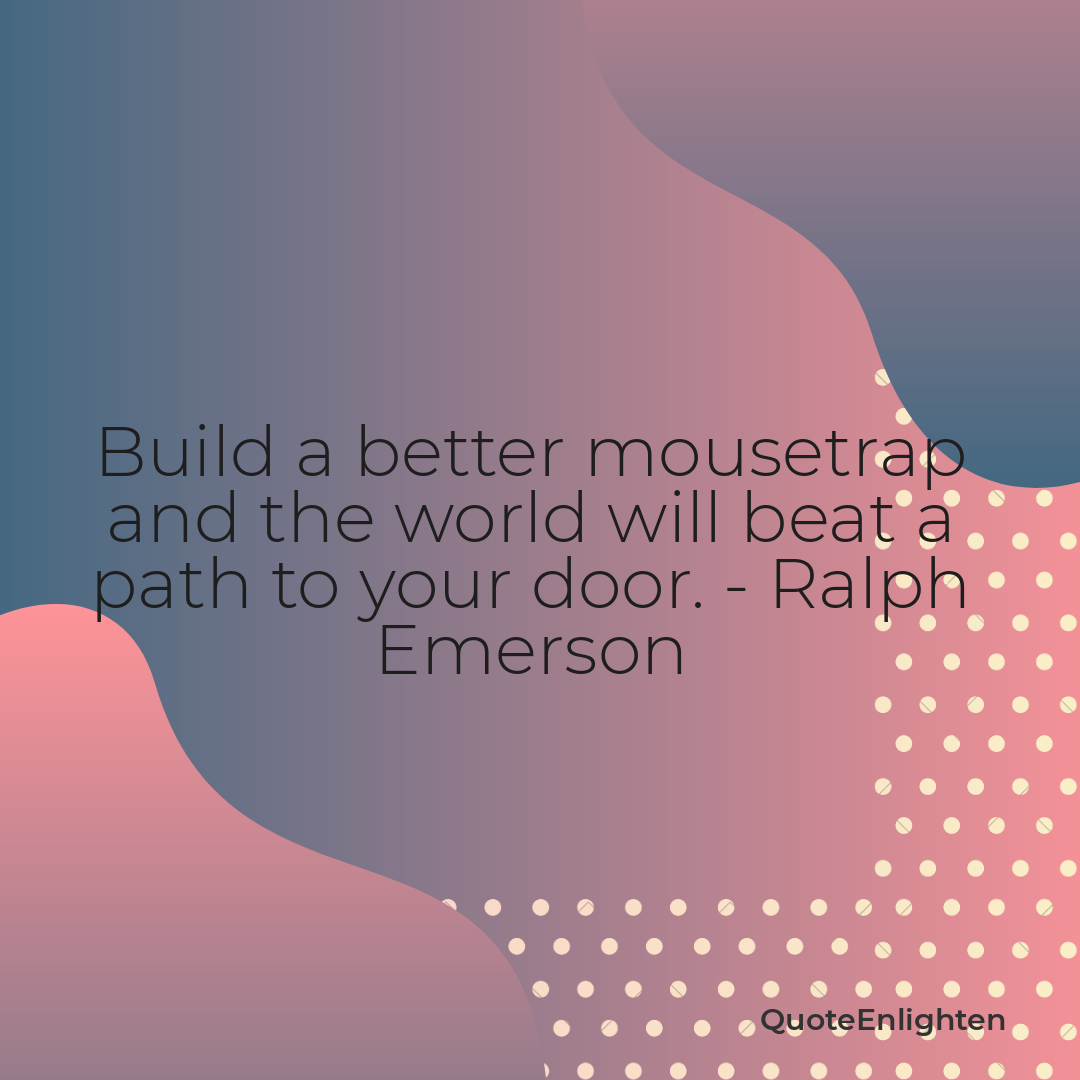 Build a better mousetrap
and the world will beat a
path to your door. - Ralph
Emerson
QuoteEnlighten